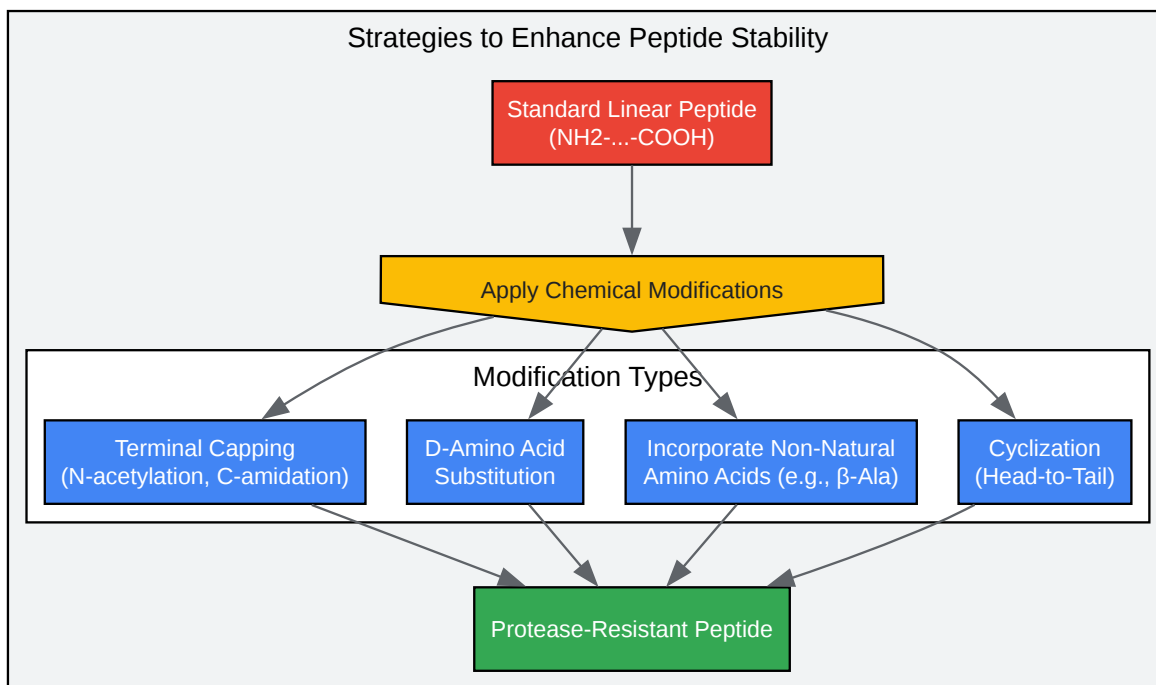 Strategies to Enhance Peptide Stability
Standard Linear Peptide
(NH2-...-COOH)
Apply Chemical Modifications
Modification Types
Terminal Capping
(N-acetylation, C-amidation)
D-Amino Acid
Substitution
Incorporate Non-Natural
Amino Acids (e.g., β-Ala)
Cyclization
(Head-to-Tail)
Protease-Resistant Peptide